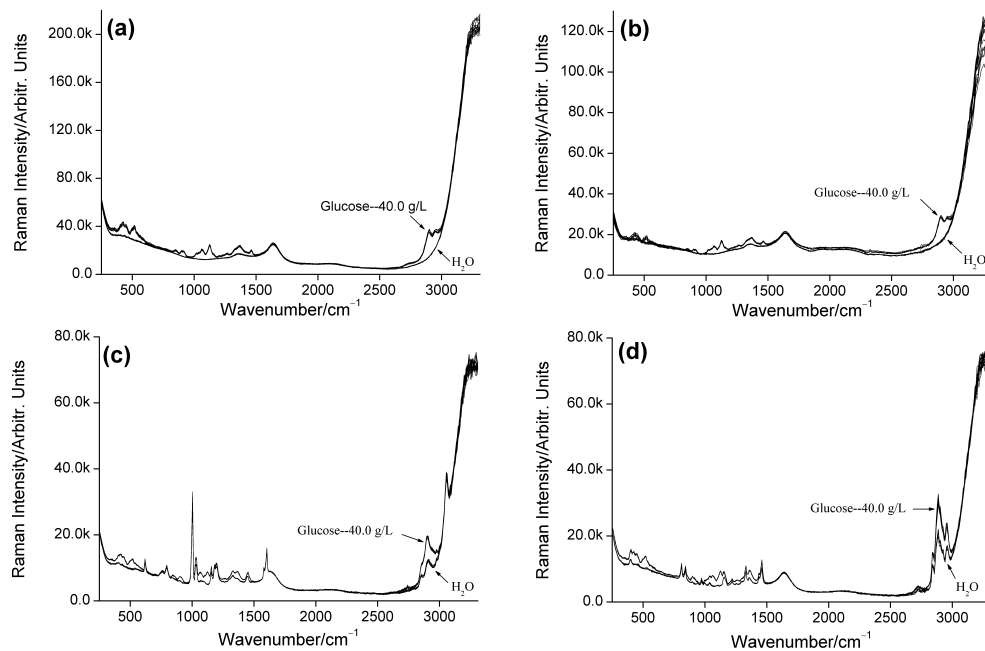 (a)
Raman Intensity/Arbitr. Units
200.0k
160.0k
120.0k
80.0k
40.0k
0.0
Glucose--40.0 g/L
H₂O
500 1000 1500 2000 2500 3000
Wavenumber/cm⁻¹
(b)
Raman Intensity/Arbitr. Units
120.0k
100.0k
80.0k
60.0k
40.0k
20.0k
0.0
Glucose--40.0 g/L
H₂O
500 1000 1500 2000 2500 3000
Wavenumber/cm⁻¹
(c)
Raman Intensity/Arbitr. Units
80.0k
60.0k
40.0k
20.0k
0.0
Glucose--40.0 g/L
H₂O
500 1000 1500 2000 2500 3000
Wavenumber/cm⁻¹
(d)
Raman Intensity/Arbitr. Units
80.0k
60.0k
40.0k
20.0k
0.0
Glucose--40.0 g/L
H₂O
500 1000 1500 2000 2500 3000
Wavenumber/cm⁻¹